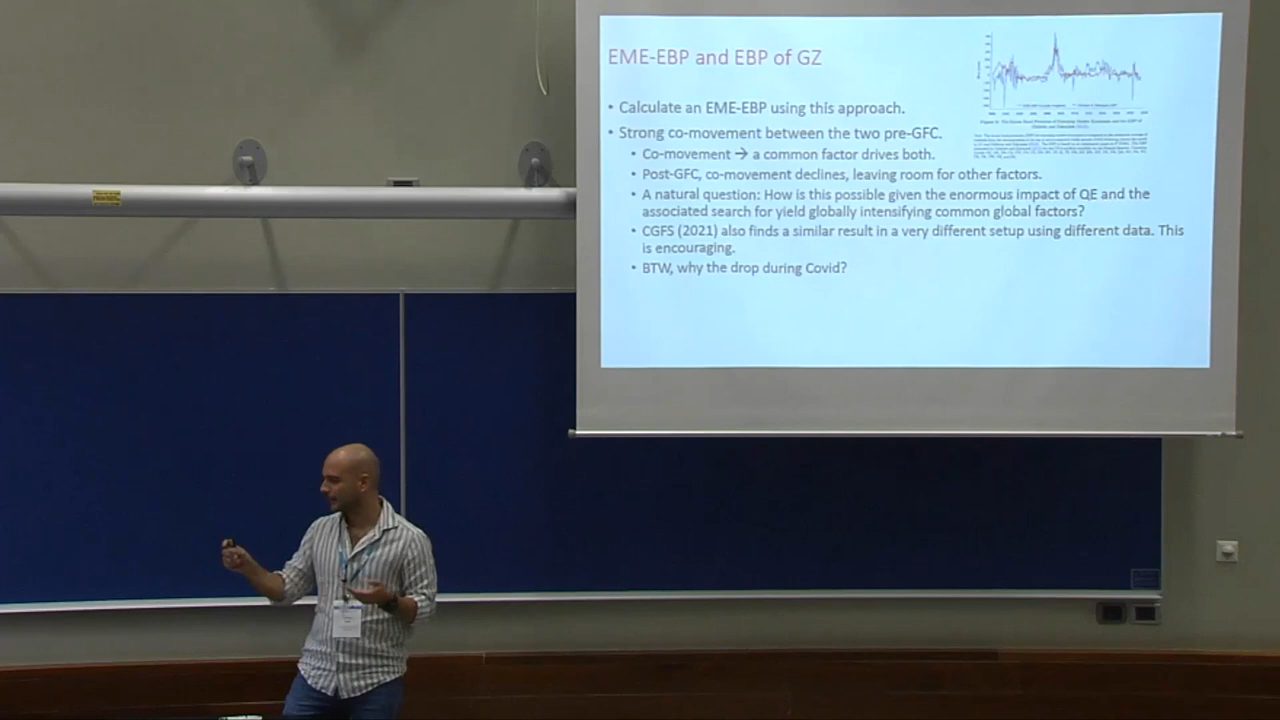 EME-EBP and EBP of GZ
• Calculate an EME-EBP using this approach.
• Strong co-movement between the two pre-GFC.
• Co-movement → a common factor drives both.
• Post-GFC, co-movement declines, leaving room for other factors.
• A natural question: How is this possible given the enormous impact of QE and the
associated search for yield globally intensifying common global factors?
• CGFS (2021) also finds a similar result in a very different setup using different data. This
is encouraging.
• BTW, why the drop during Covid?